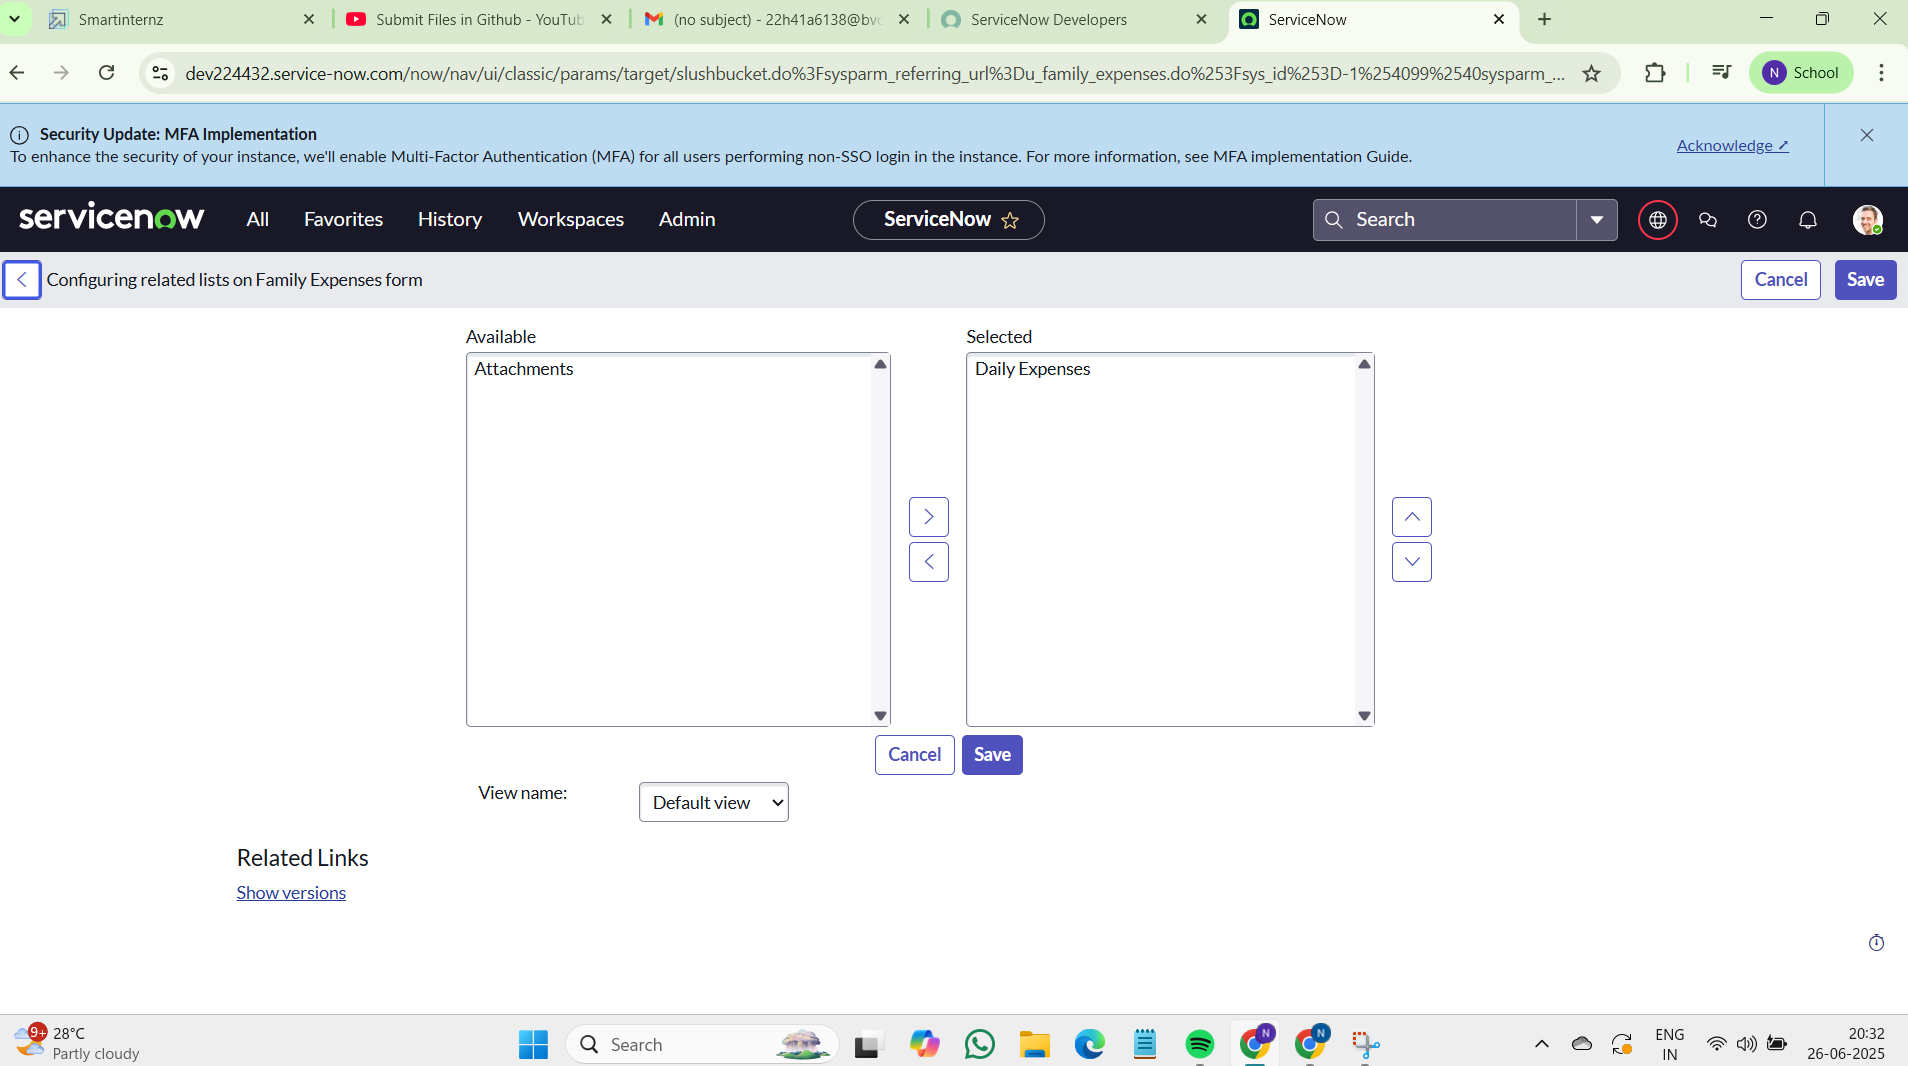 Smartinternz
Submit Files in Github - YouTub
(no subject) - 22h41a6138@bvc
ServiceNow Developers
ServiceNow
dev224432.service-now.com/now/nav/ui/classic/params/target/slushbucket.do%3Fsysparm_referring_url%3Du_family_expenses.do%253Fsys_id%253D-1%254099%2540sysparm_...
N School
Security Update: MFA Implementation
To enhance the security of your instance, we'll enable Multi-Factor Authentication (MFA) for all users performing non-SSO login in the instance. For more information, see MFA implementation Guide.
Acknowledge
servicenow
All Favorites History Workspaces Admin
ServiceNow
Search
Configuring related lists on Family Expenses form
Cancel Save
Available Selected
Attachments Daily Expenses
Cancel Save
View name: Default view
Related Links
Show versions
9+
28°C
Partly cloudy
Search
N
N
ENG
IN
20:32
26-06-2025